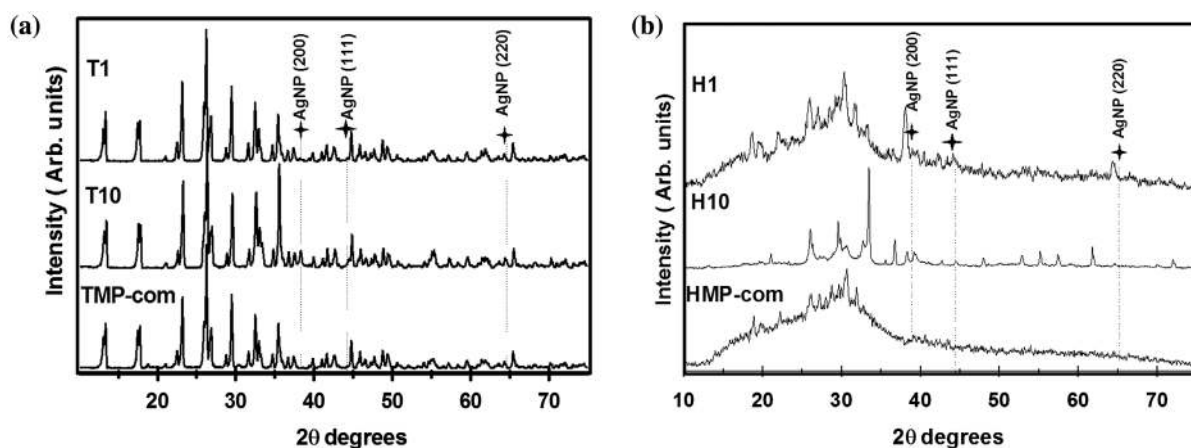 (a)
Intensity ( Arb. units)
T1
T10
TMP-com
AgNP (200)
AgNP (111)
AgNP (220)
20 30 40 50 60 70
2θ degrees
(b)
Intensity ( Arb. units)
H1
H10
HMP-com
AgNP (200)
AgNP (111)
AgNP (220)
10 20 30 40 50 60 70
2θ degrees